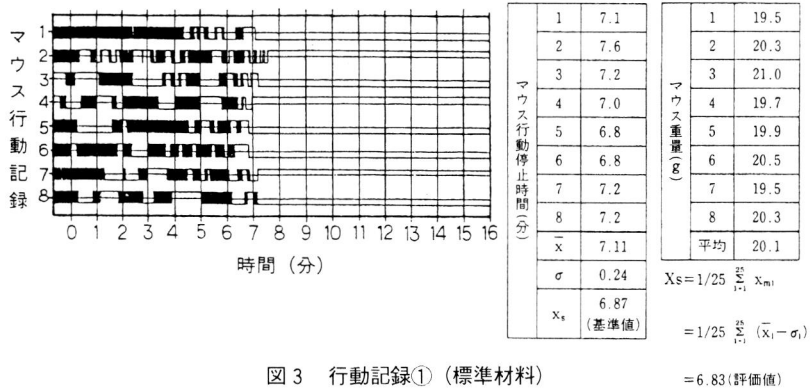 マウス行動記録
1
2
3
4
5
6
7
8
0 1 2 3 4 5 6 7 8 9 10 11 12 13 14 15 16
時間（分）
マウス行動停止時間(分)
1 7.1
2 7.6
3 7.2
4 7.0
5 6.8
6 6.8
7 7.2
8 7.2
x̄ 7.11
σ 0.24
xs 6.87
(基準値)
マウス重量(g)
1 19.5
2 20.3
3 21.0
4 19.7
5 19.9
6 20.5
7 19.5
8 20.3
平均 20.1
Xs=1/25 Σ
=1/25 Σ (x̄i−σi)
=6.83(評価値)
図3 行動記録①（標準材料）